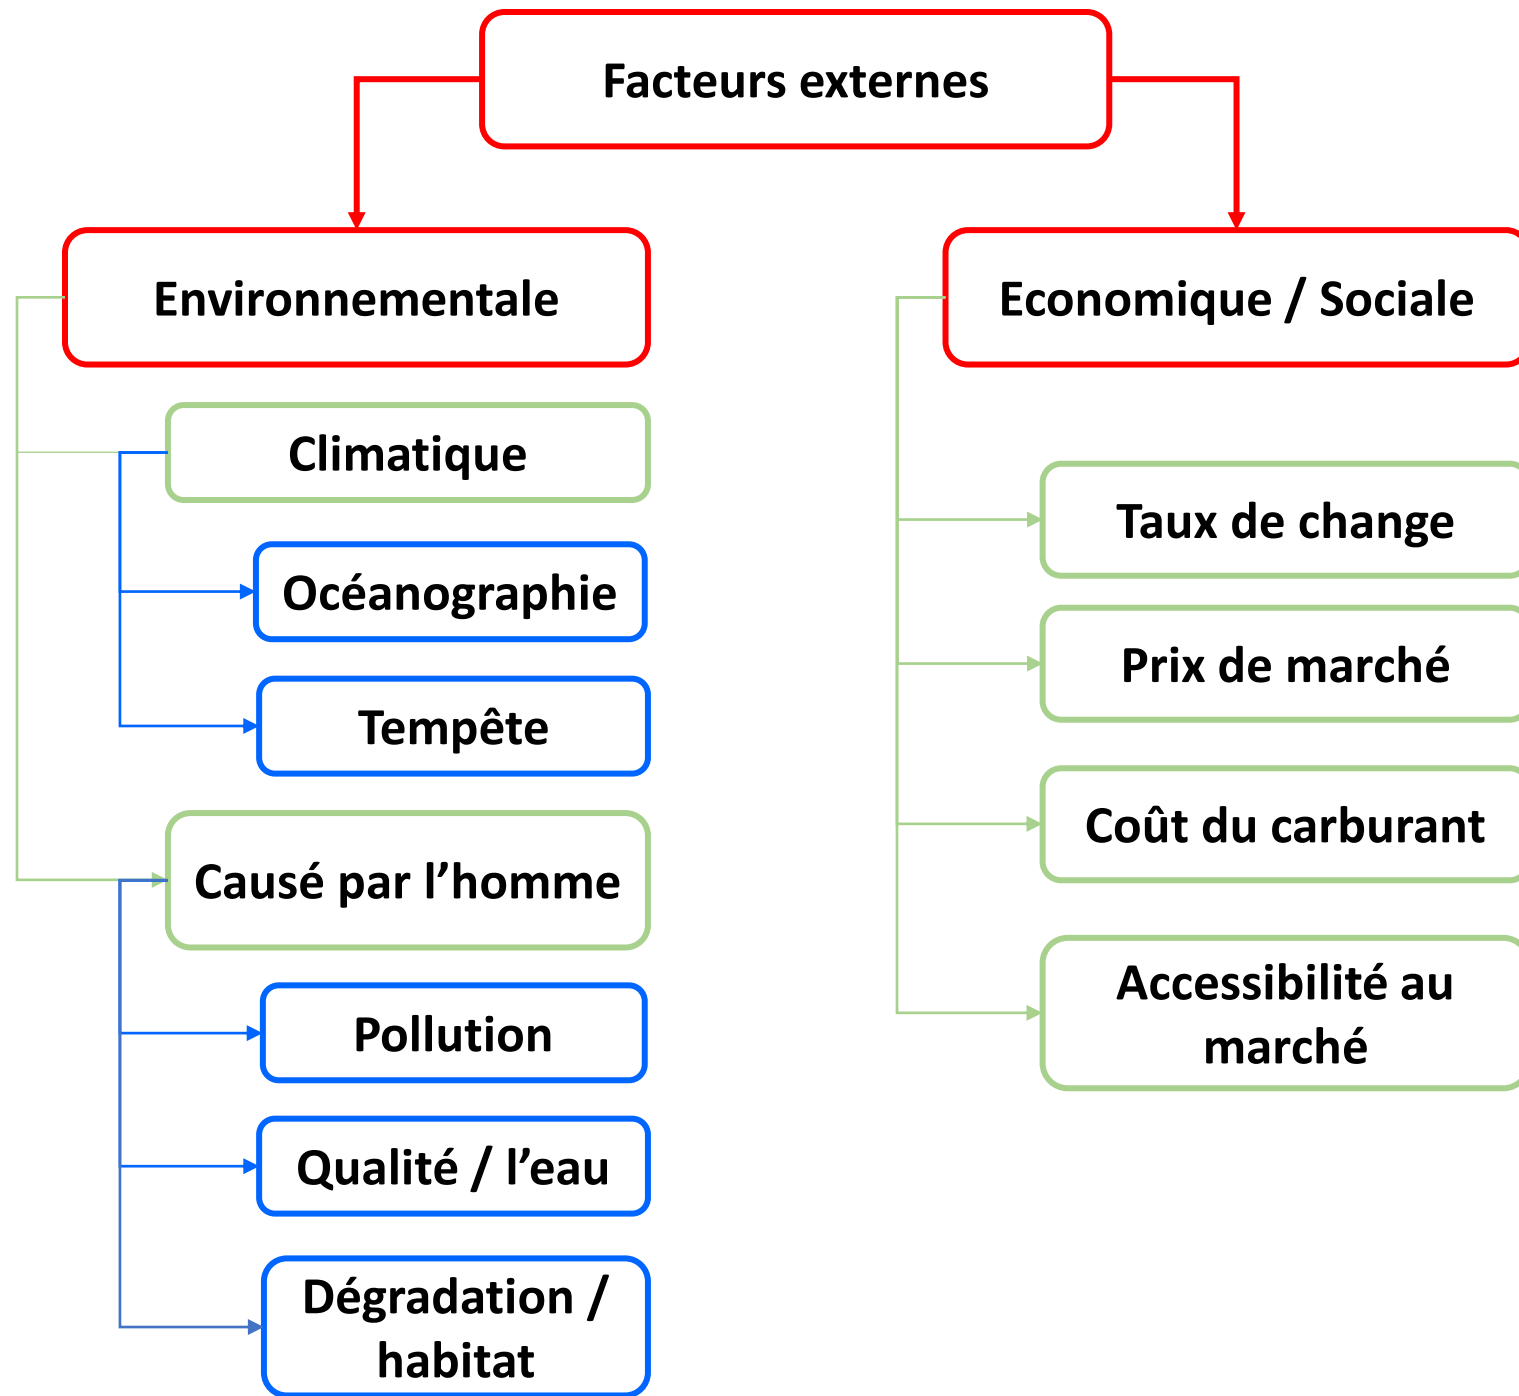 Facteurs externes
Environnementale
Climatique
Océanographie
Tempête
Causé par l’homme
Pollution
Qualité / l’eau
Dégradation /
habitat
Economique / Sociale
Taux de change
Prix de marché
Coût du carburant
Accessibilité au
marché